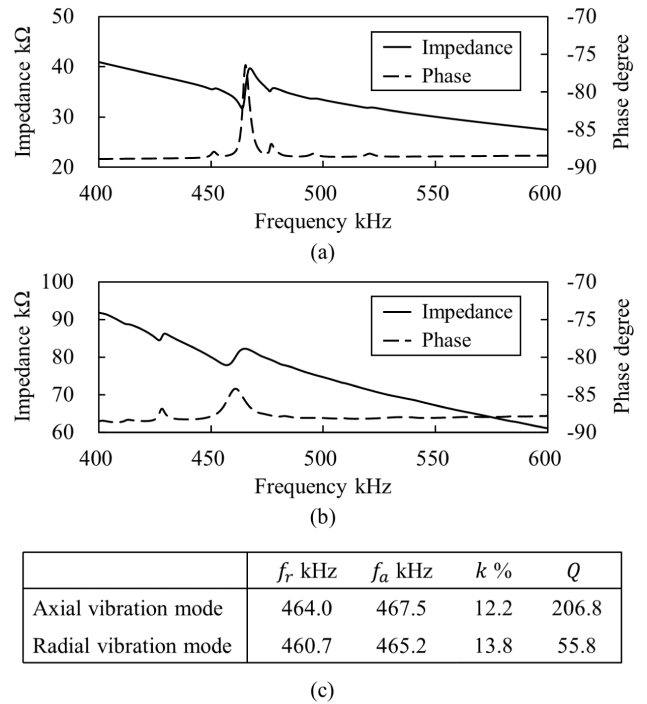 50 -70
Impedance
40 -75
Phase
Impedance kΩ
30 -80
-85
Phase degree
20 -90
400 450 500 550 600
Frequency kHz
(a)
100 -70
Impedance
90 -75
Phase
Impedance kΩ
80 -80
70 -85
Phase degree
60 -90
400 450 500 550 600
Frequency kHz
(b)
f_r kHz f_a kHz k % Q
Axial vibration mode 464.0 467.5 12.2 206.8
Radial vibration mode 460.7 465.2 13.8 55.8
(c)